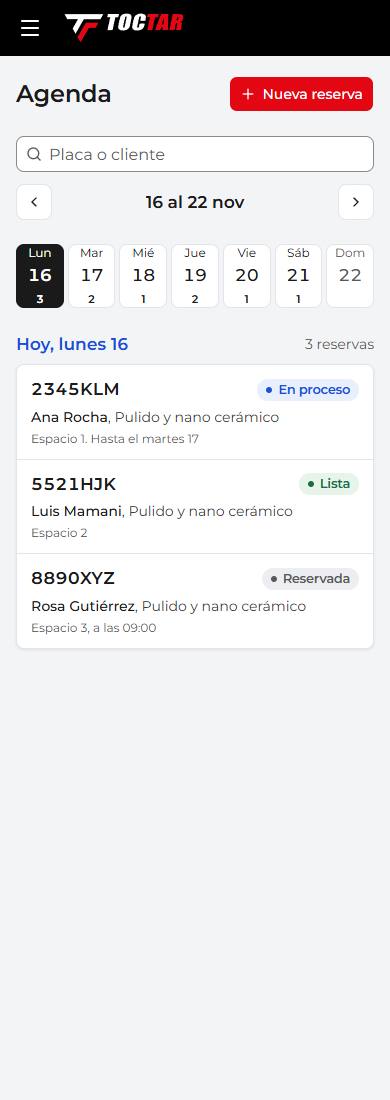 TOCTAR
Agenda
Nueva reserva
Placa o cliente
16 al 22 nov
Lun Mar Mié Jue Vie Sáb Dom
16 17 18 19 20 21 22
3 2 1 2 1 1
Hoy, lunes 16 3 reservas
2345KLM En proceso
Ana Rocha, Pulido y nano cerámico
Espacio 1. Hasta el martes 17
5521HJK Lista
Luis Mamani, Pulido y nano cerámico
Espacio 2
8890XYZ Reservada
Rosa Gutiérrez, Pulido y nano cerámico
Espacio 3, a las 09:00